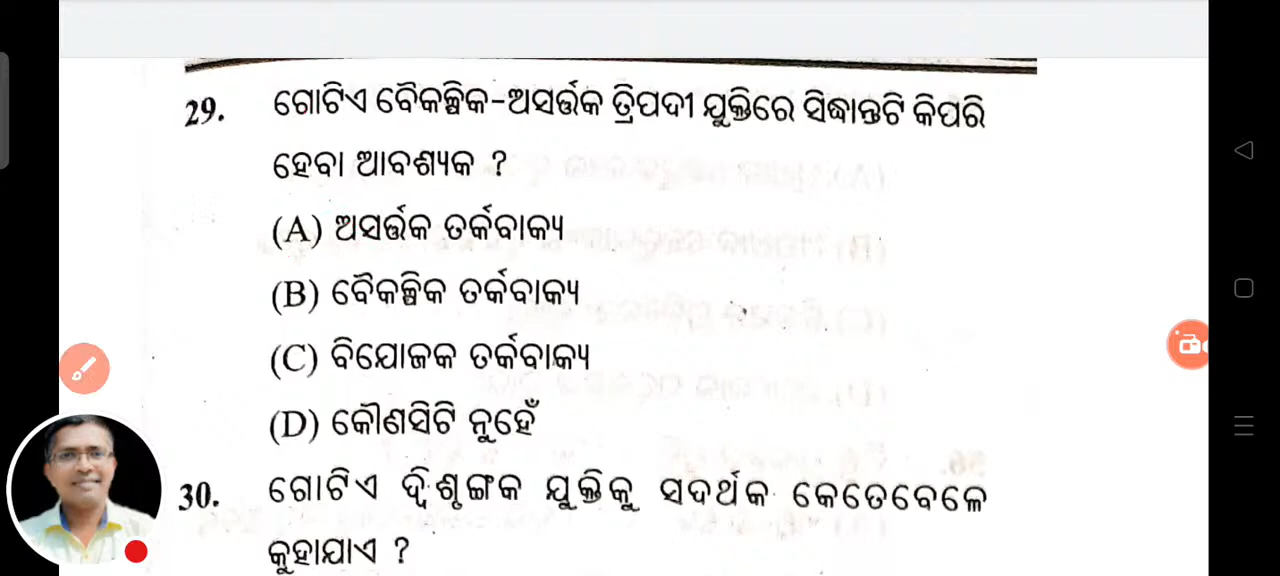 29. ଗୋଟିଏ ବୈକଳ୍ପିକ-ଅସର୍ତ୍ତକ ତ୍ରିପଦୀ ଯୁକ୍ତିରେ ସିଦ୍ଧାନ୍ତଟି କିପରି
ହେବା ଆବଶ୍ୟକ ?
(A) ଅସର୍ତ୍ତକ ତର୍କବାକ୍ୟ
(B) ବୈକଳ୍ପିକ ତର୍କବାକ୍ୟ
(C) ବିଯୋଜକ ତର୍କବାକ୍ୟ
(D) କୌଣସିଟି ନୁହେଁ
30. ଗୋଟିଏ ଦ୍ୱିଶୃଙ୍ଗକ ଯୁକ୍ତିକୁ ସଦର୍ଥକ କେତେବେଳେ
କୁହାଯାଏ ?